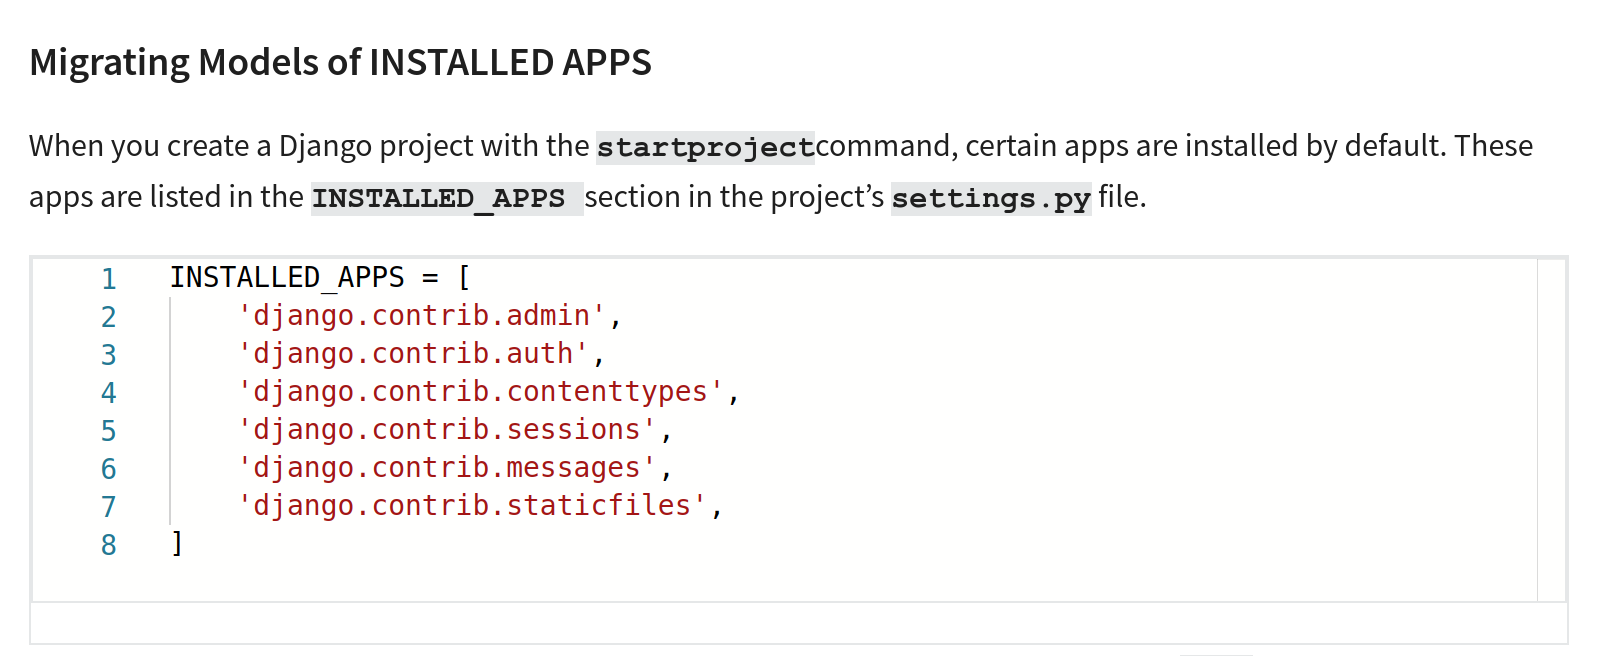 Migrating Models of INSTALLED APPS
When you create a Django project with the startprojectcommand, certain apps are installed by default. These
apps are listed in the INSTALLED_APPS section in the project’s settings.py file.
1 INSTALLED_APPS = [
2 'django.contrib.admin',
3 'django.contrib.auth',
4 'django.contrib.contenttypes',
5 'django.contrib.sessions',
6 'django.contrib.messages',
7 'django.contrib.staticfiles',
8 ]